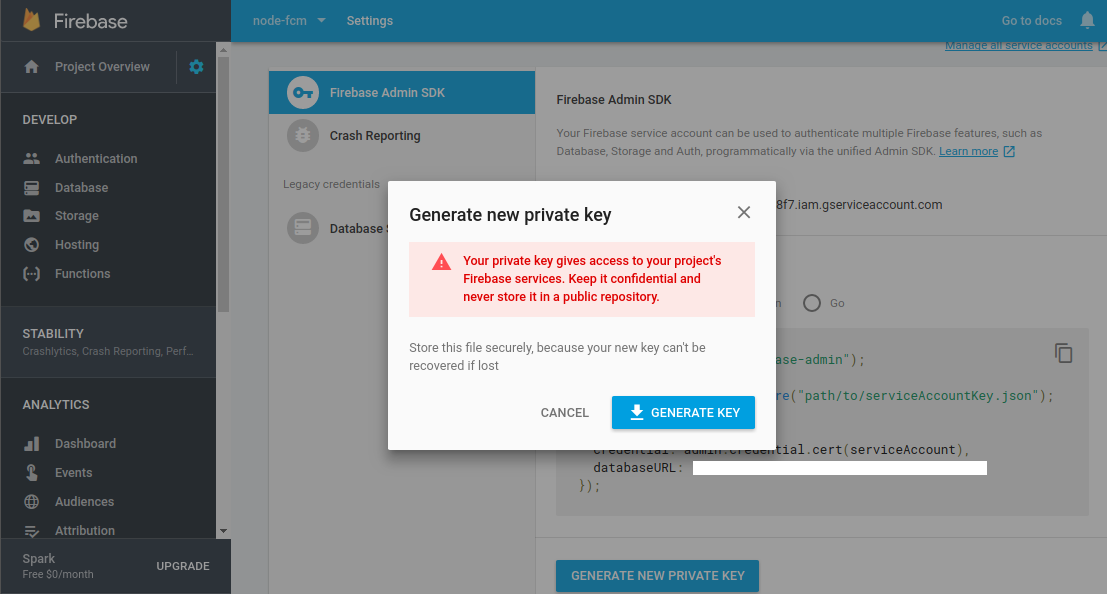 Firebase
node-fcm
Settings
Go to docs
Project Overview
DEVELOP
Authentication
Database
Storage
Hosting
Functions
STABILITY
Crashlytics, Crash Reporting, Perf...
ANALYTICS
Dashboard
Events
Audiences
Attribution
Spark
Free $0/month
UPGRADE
Manage all service accounts
Firebase Admin SDK
Crash Reporting
Legacy credentials
Database
Firebase Admin SDK
Your Firebase service account can be used to authenticate multiple Firebase features, such as
Database, Storage and Auth, programmatically via the unified Admin SDK. Learn more
8f7.iam.gserviceaccount.com
Go
ase-admin");
re("path/to/serviceAccountKey.json");
credential: admin.credential.cert(serviceAccount),
databaseURL:
});
GENERATE NEW PRIVATE KEY
Generate new private key
Your private key gives access to your project's
Firebase services. Keep it confidential and
never store it in a public repository.
Store this file securely, because your new key can't be
recovered if lost
CANCEL
GENERATE KEY